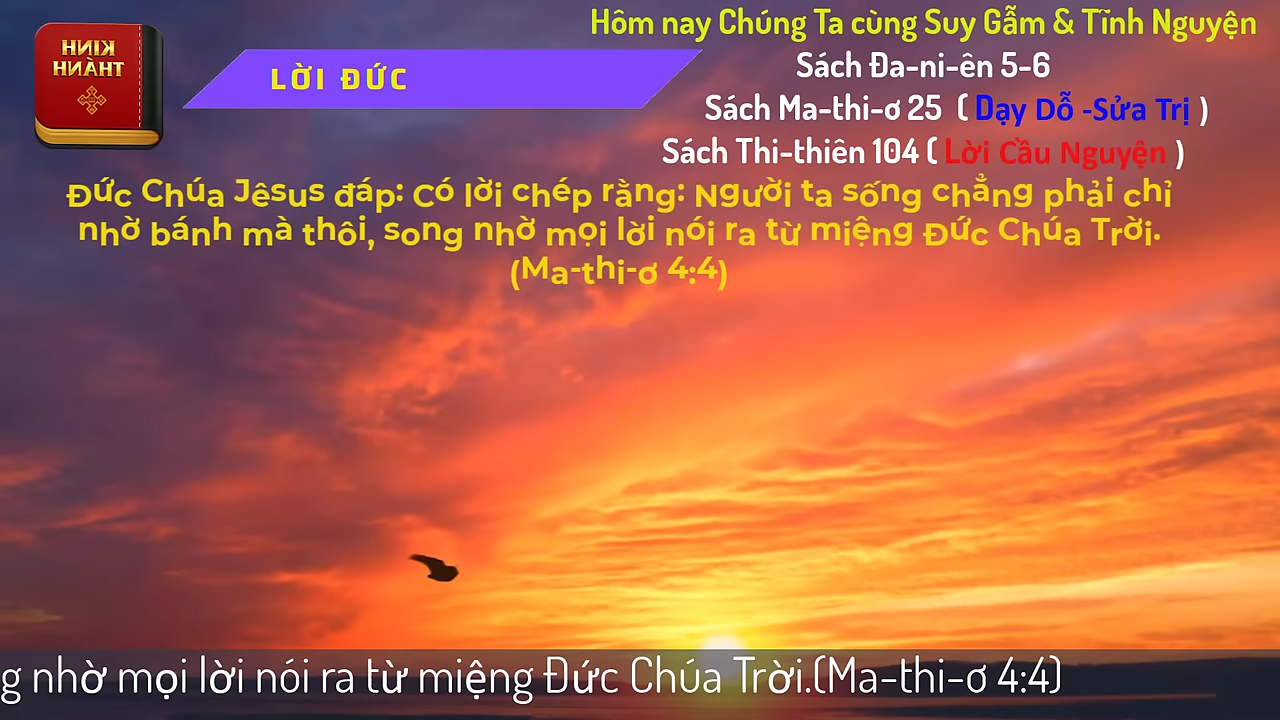 KINH
THÀNH
LỜI ĐỨC
Hôm nay Chúng Ta cùng Suy Gẫm & Tĩnh Nguyện
Sách Đa-ni-ên 5-6
Sách Ma-thi-ơ 25 ( Dạy Dỗ -Sửa Trị )
Sách Thi-thiên 104 ( Lời Cầu Nguyện )
Đức Chúa Jêsus đáp: Có lời chép rằng: Người ta sống chẳng phải chỉ
nhờ bánh mà thôi, song nhờ mọi lời nói ra từ miệng Đức Chúa Trời.
(Ma-thi-ơ 4:4)
g nhờ mọi lời nói ra từ miệng Đức Chúa Trời.(Ma-thi-ơ 4:4)